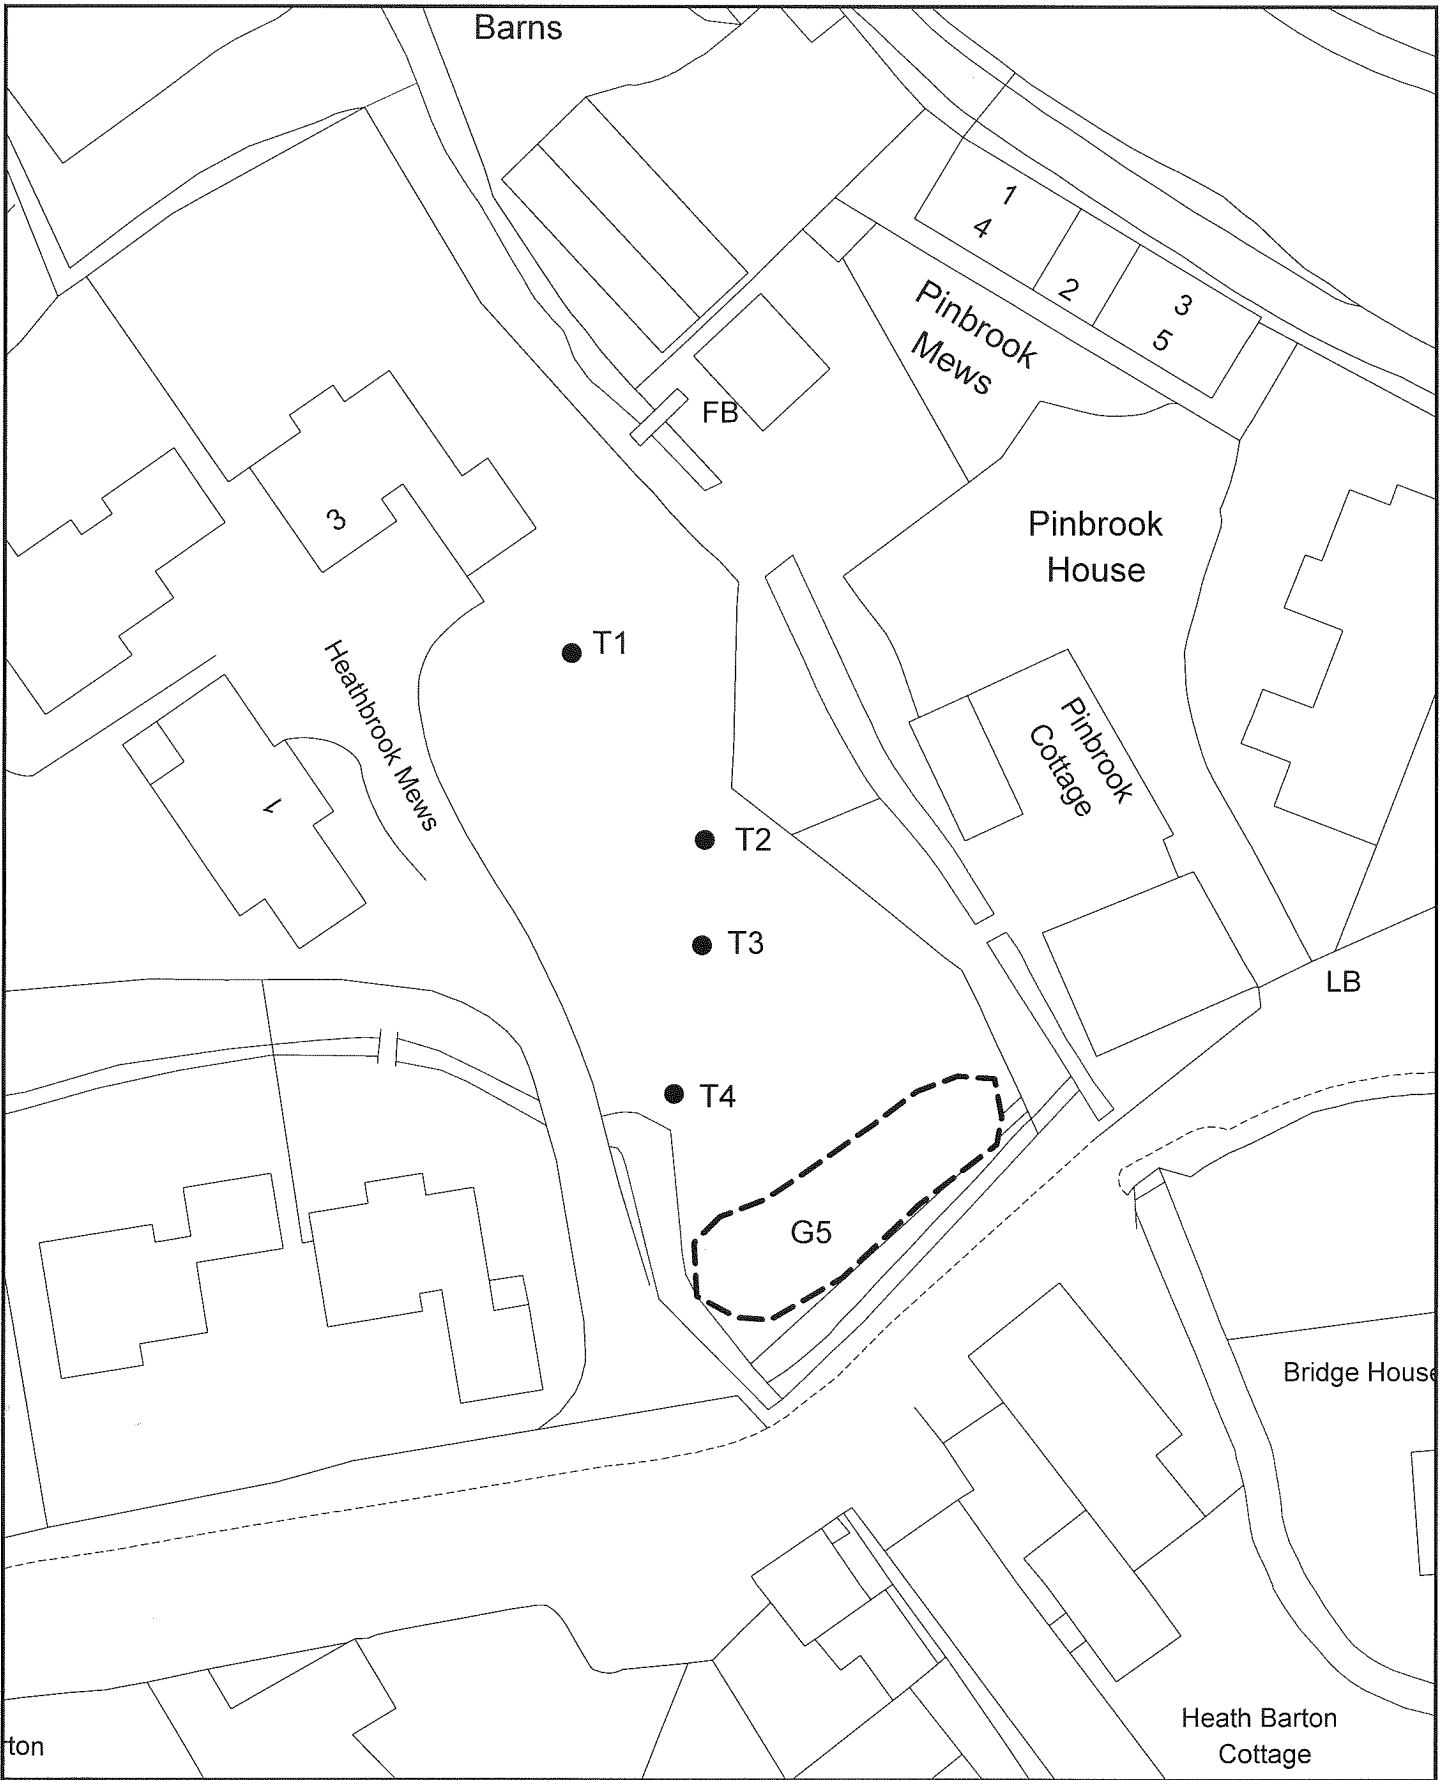 Barns
1
4
2
3
5
Pinbrook
Mews
FB
3
Pinbrook
House
T1
Heathbrook Mews
Pinbrook
Cottage
1
T2
T3
LB
T4
G5
Bridge House
Heath Barton
Cottage
rton